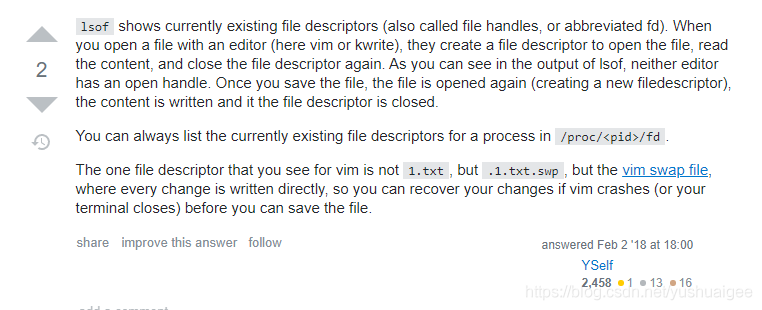 lsof shows currently existing file descriptors (also called file handles, or abbreviated fd). When
you open a file with an editor (here vim or kwrite), they create a file descriptor to open the file, read
the content, and close the file descriptor again. As you can see in the output of lsof, neither editor
has an open handle. Once you save the file, the file is opened again (creating a new filedescriptor),
the content is written and it the file descriptor is closed.
2
You can always list the currently existing file descriptors for a process in /proc/<pid>/fd .
The one file descriptor that you see for vim is not 1.txt , but .1.txt.swp , but the vim swap file,
where every change is written directly, so you can recover your changes if vim crashes (or your
terminal closes) before you can save the file.
share improve this answer follow
answered Feb 2 '18 at 18:00
YSelf
2,458 1 13 16
https://blog.csdn.net/yushuaigee
add a comment